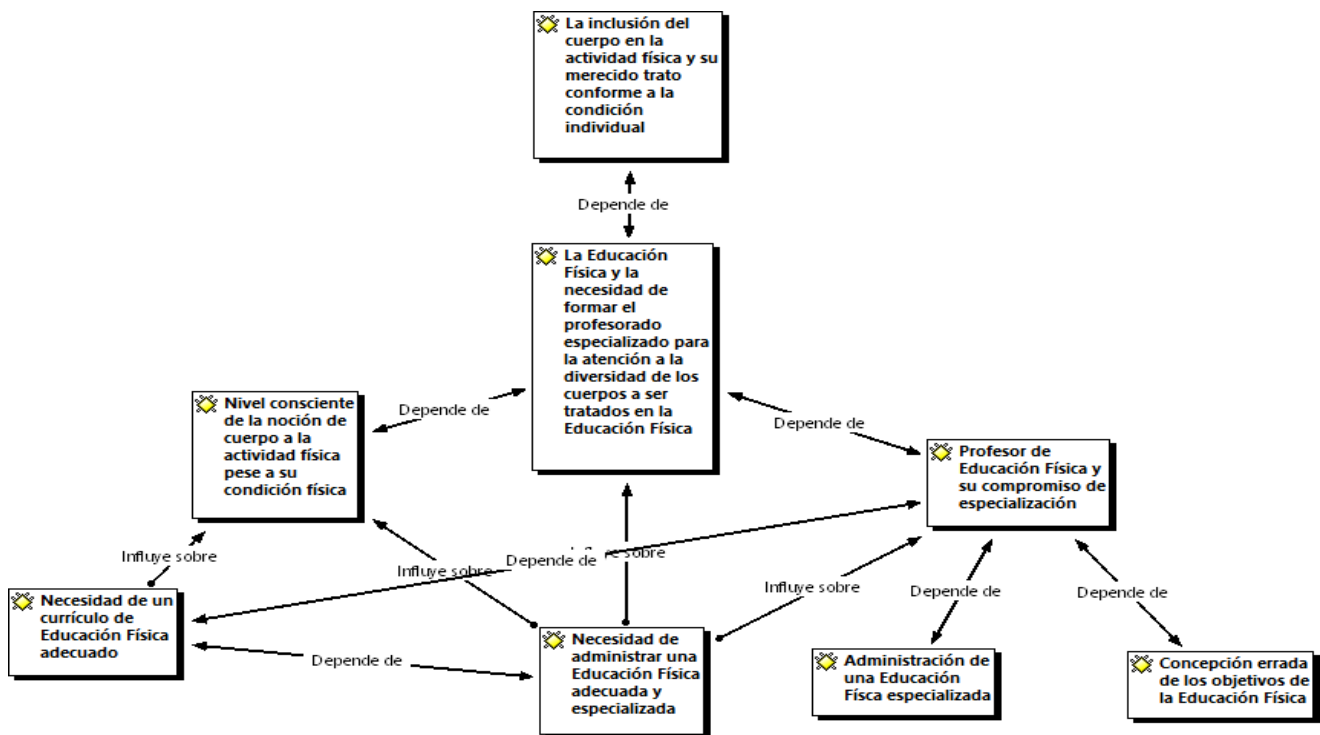 La inclusión del
cuerpo en la
actividad física y su
merecido trato
conforme a la
condición
individual
Depende de
La Educación
Física y la
necesidad de
formar el
profesorado
especializado para
la atención a la
diversidad de los
cuerpos a ser
tratados en la
Educación Física
Nivel consciente
de la noción de
cuerpo a la
actividad física
pese a su
condición física
Depende de
Depende de
Profesor de
Educación Física y
su compromiso de
especialización
Influye sobre
Influye sobre
Depende de
sobre
Influye sobre
Depende de
Depende de
Necesidad de un
currículo de
Educación Física
adecuado
Depende de
Necesidad de
administrar una
Educación Física
adecuada y
especializada
Administración de
una Educación
Físca especializada
Concepción errada
de los objetivos de
la Educación Física